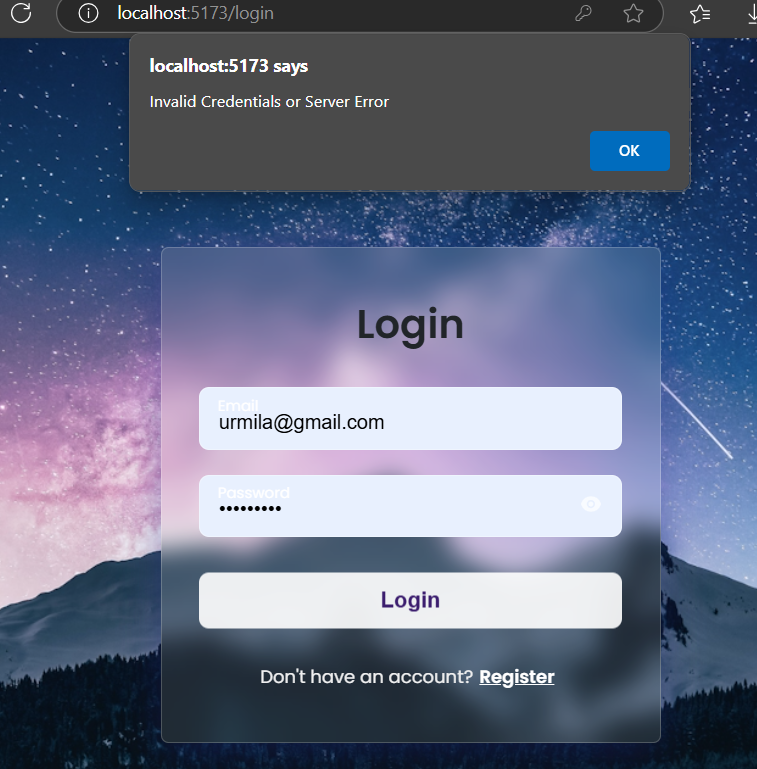 localhost:5173/login
localhost:5173 says
Invalid Credentials or Server Error
OK
Login
Email
urmila@gmail.com
Password
•••••••••
Login
Don't have an account? Register